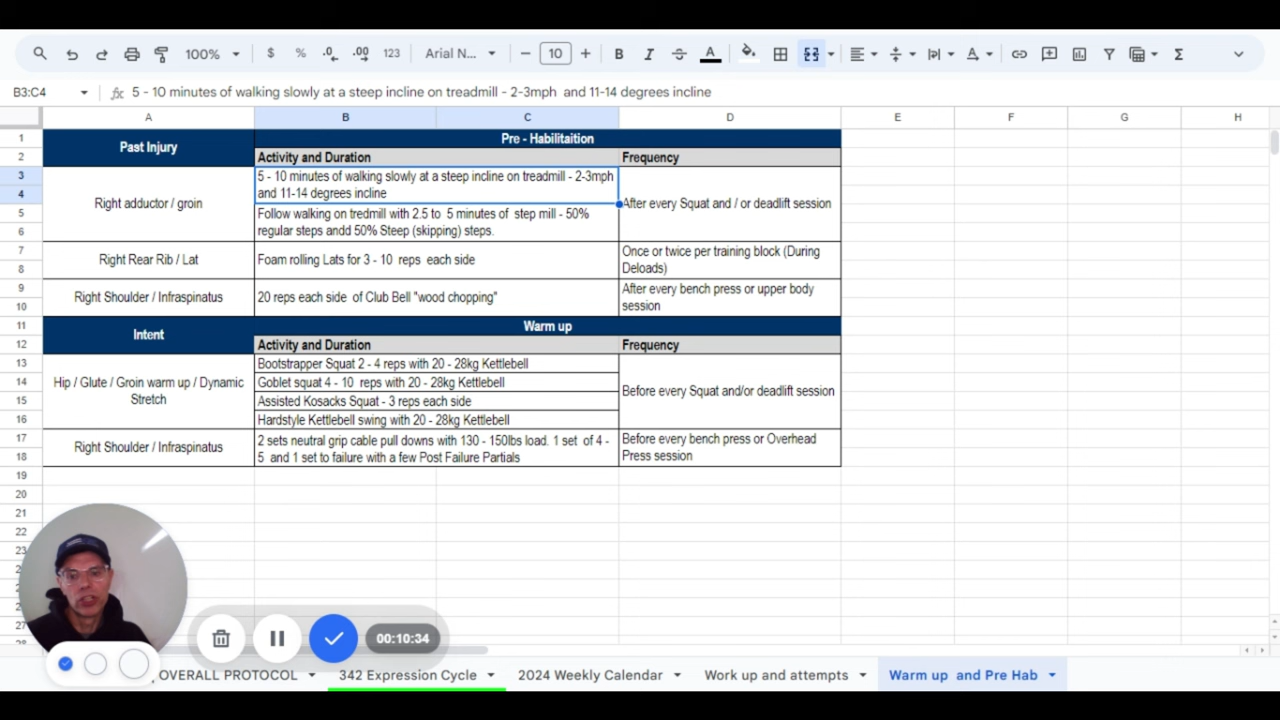 100%
$ % .0 .00 123 Arial N... − 10 + B I A Σ
B3:C4 fx 5 - 10 minutes of walking slowly at a steep incline on treadmill - 2-3mph and 11-14 degrees incline
A B C D E F G H
1 Past Injury Pre - Habilitaition
2 Activity and Duration Frequency
3 5 - 10 minutes of walking slowly at a steep incline on treadmill - 2-3mph
4 and 11-14 degrees incline
Right adductor / groin After every Squat and / or deadlift session
5 Follow walking on tredmill with 2.5 to 5 minutes of step mill - 50%
6 regular steps andd 50% Steep (skipping) steps.
7 Right Rear Rib / Lat Foam rolling Lats for 3 - 10 reps each side Once or twice per training block (During
8 Deloads)
9 Right Shoulder / Infraspinatus 20 reps each side of Club Bell "wood chopping" After every bench press or upper body
10 session
11 Intent Warm up
12 Activity and Duration Frequency
13 Bootstrapper Squat 2 - 4 reps with 20 - 28kg Kettlebell
14 Hip / Glute / Groin warm up / Dynamic Goblet squat 4 - 10 reps with 20 - 28kg Kettlebell Before every Squat and/or deadlift session
15 Stretch Assisted Kosacks Squat - 3 reps each side
16 Hardstyle Kettlebell swing with 20 - 28kg Kettlebell
17 Right Shoulder / Infraspinatus 2 sets neutral grip cable pull downs with 130 - 150lbs load. 1 set of 4 - Before every bench press or Overhead
18 5 and 1 set to failure with a few Post Failure Partials Press session
19
20
21
22
23
27
00:10:34
OVERALL PROTOCOL 342 Expression Cycle 2024 Weekly Calendar Work up and attempts Warm up and Pre Hab